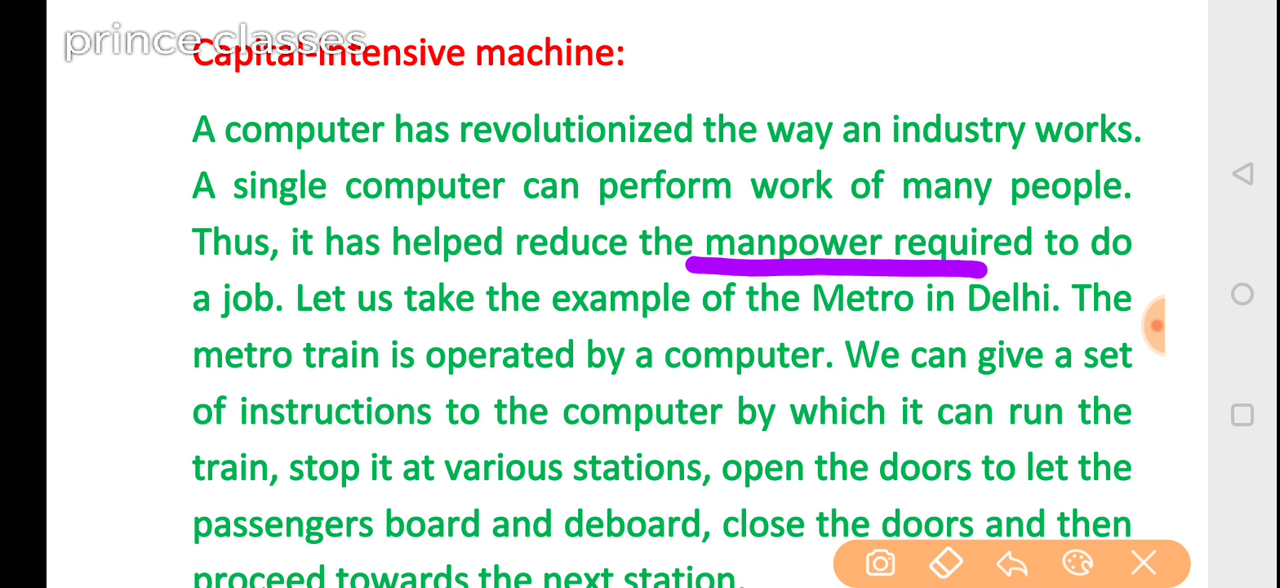 prince classes
Capital-intensive machine:
A computer has revolutionized the way an industry works.
A single computer can perform work of many people.
Thus, it has helped reduce the manpower required to do
a job. Let us take the example of the Metro in Delhi. The
metro train is operated by a computer. We can give a set
of instructions to the computer by which it can run the
train, stop it at various stations, open the doors to let the
passengers board and deboard, close the doors and then
proceed towards the next station.